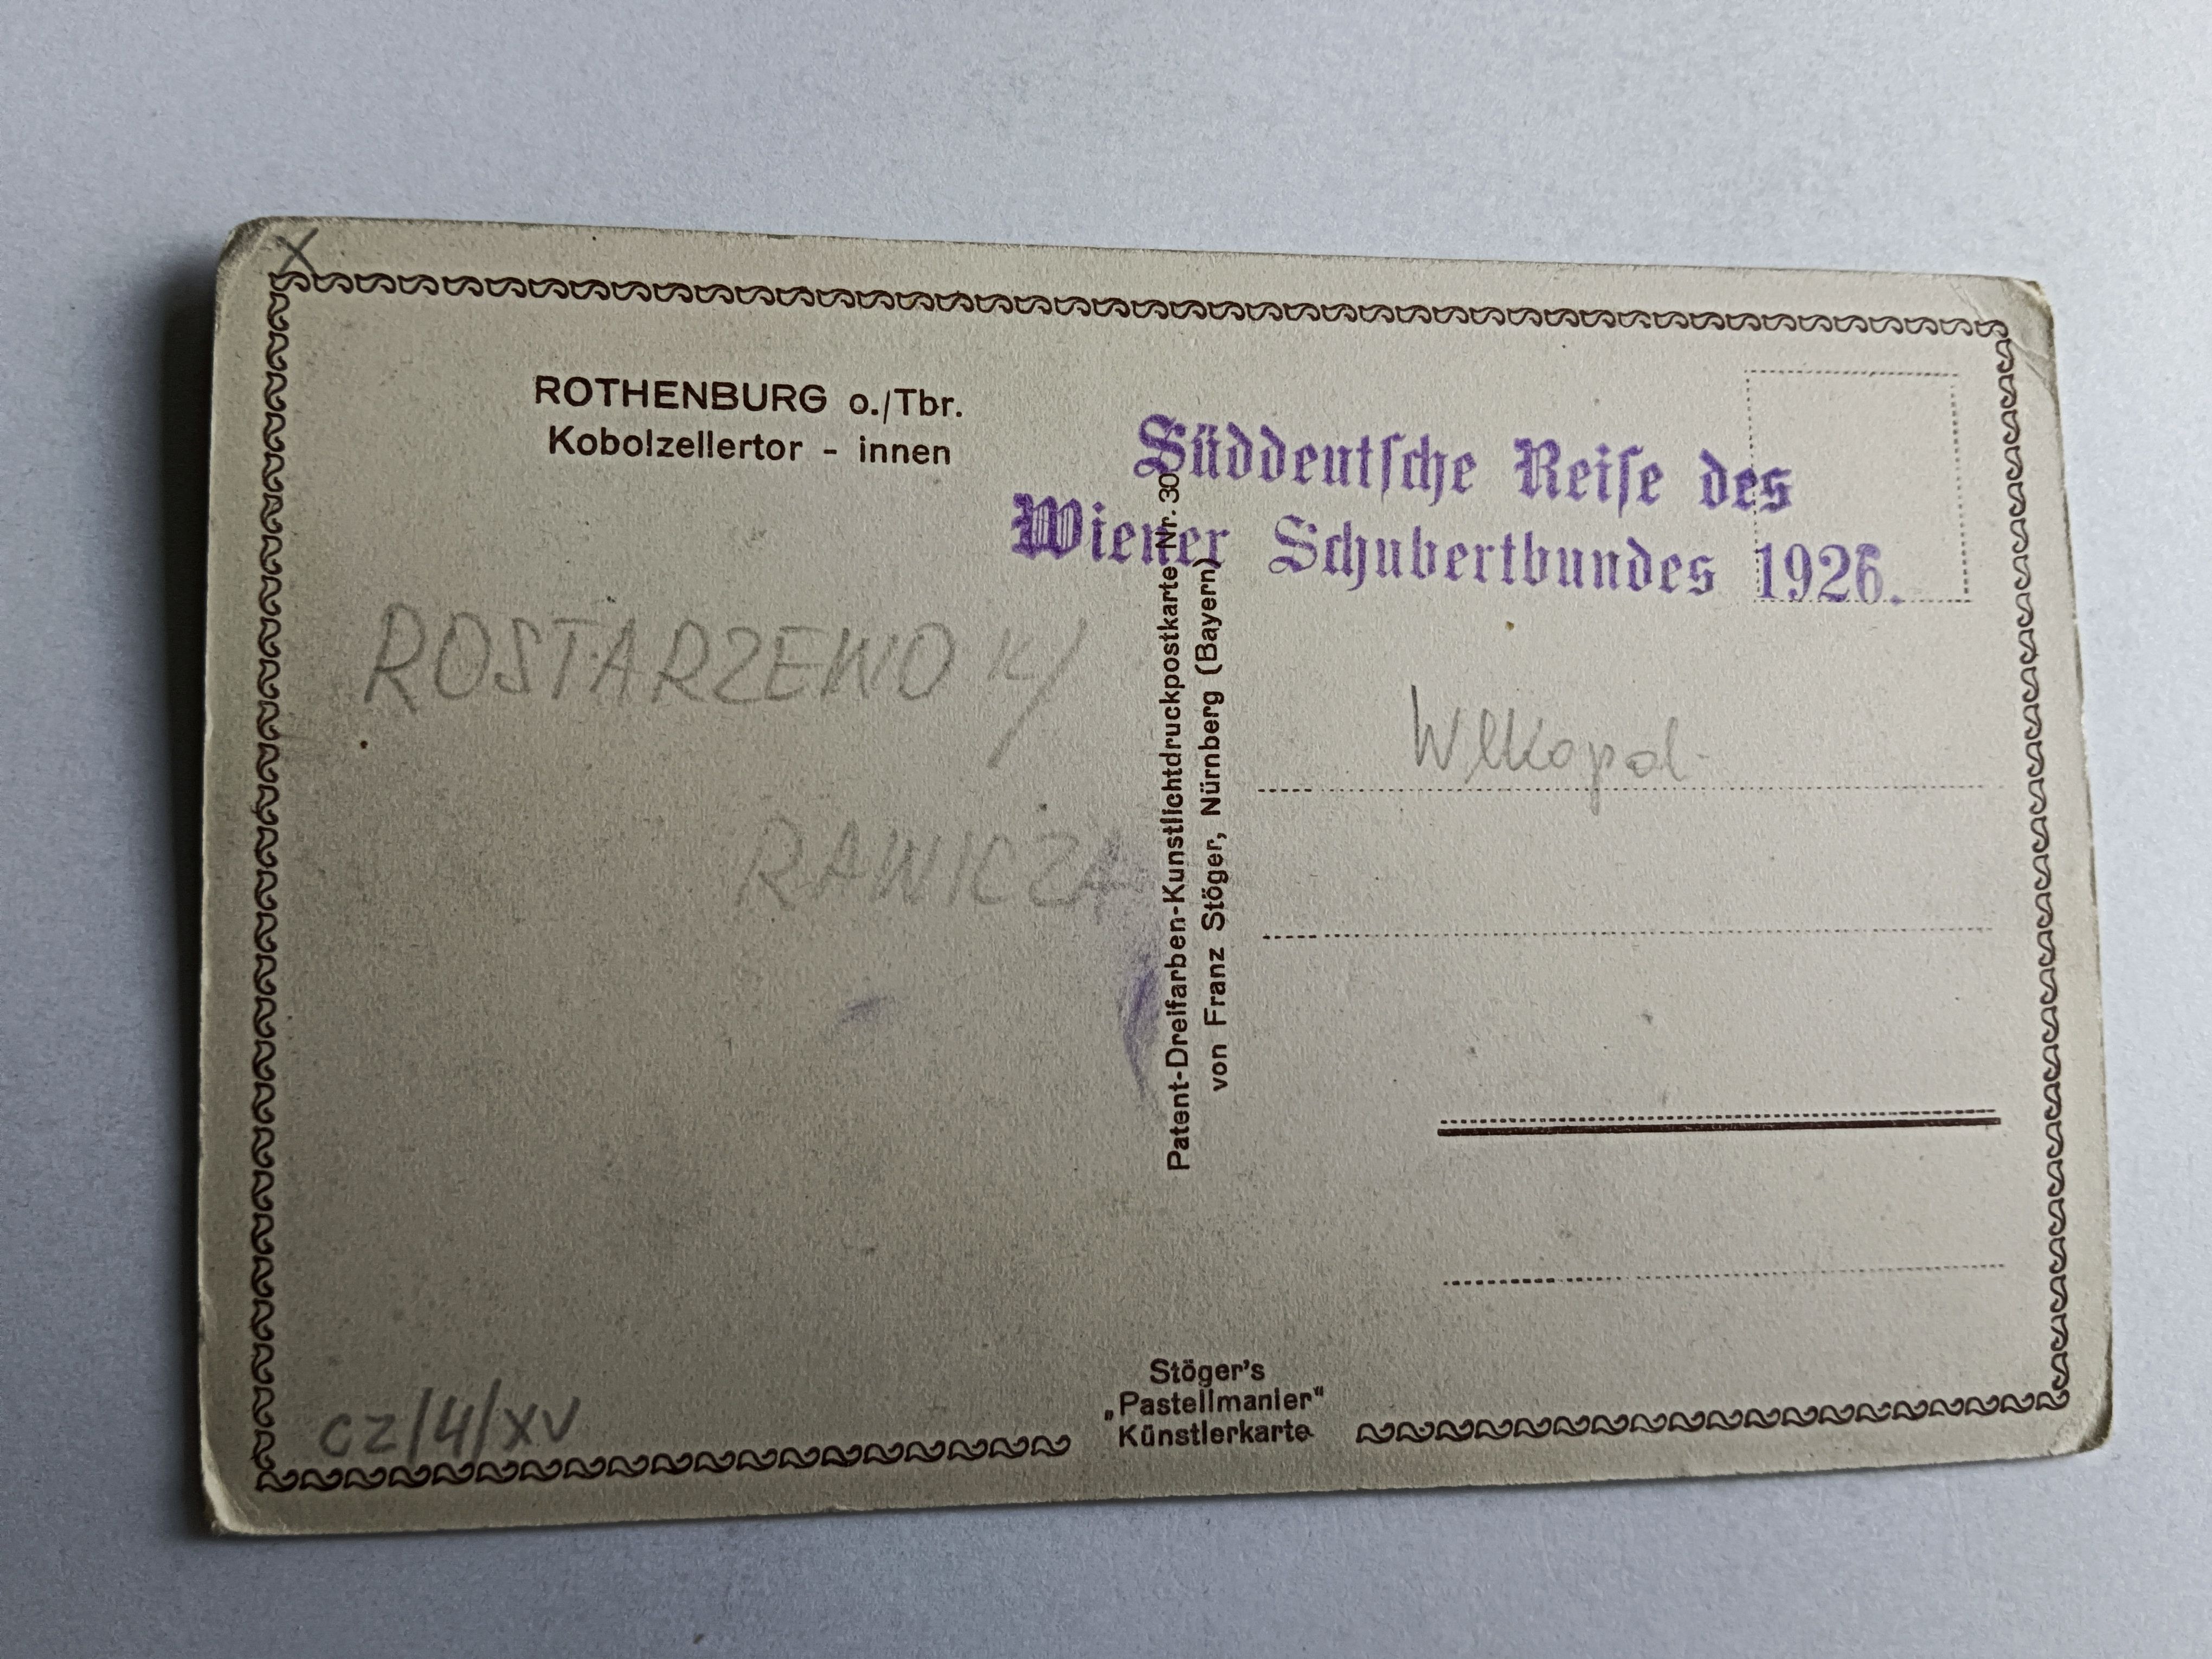 X
ROTHENBURG o./Tbr.
Kobolzellertor - innen
Süddeutsche Reise des
Wiener Schubertbundes 1926.
ROSTARZEWO K/
RAWICZA
Wlkopol-
Patent-Dreifarben-Kunstlichtdruckpostkarte Nr. 30
von Franz Stöger, Nürnberg (Bayern)
CZ/4/XV
Stöger's
„Pastellmanier“
Künstlerkarte